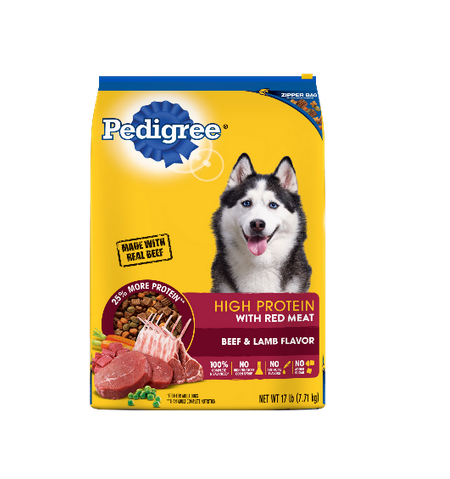 ZIPPER BAG
Pedigree®
MADE WITH
REAL BEEF
25% MORE PROTEIN
HIGH PROTEIN
WITH RED MEAT
BEEF & LAMB FLAVOR
100%
NO
NO
NO
NET WT 17 lb (7.71 kg)